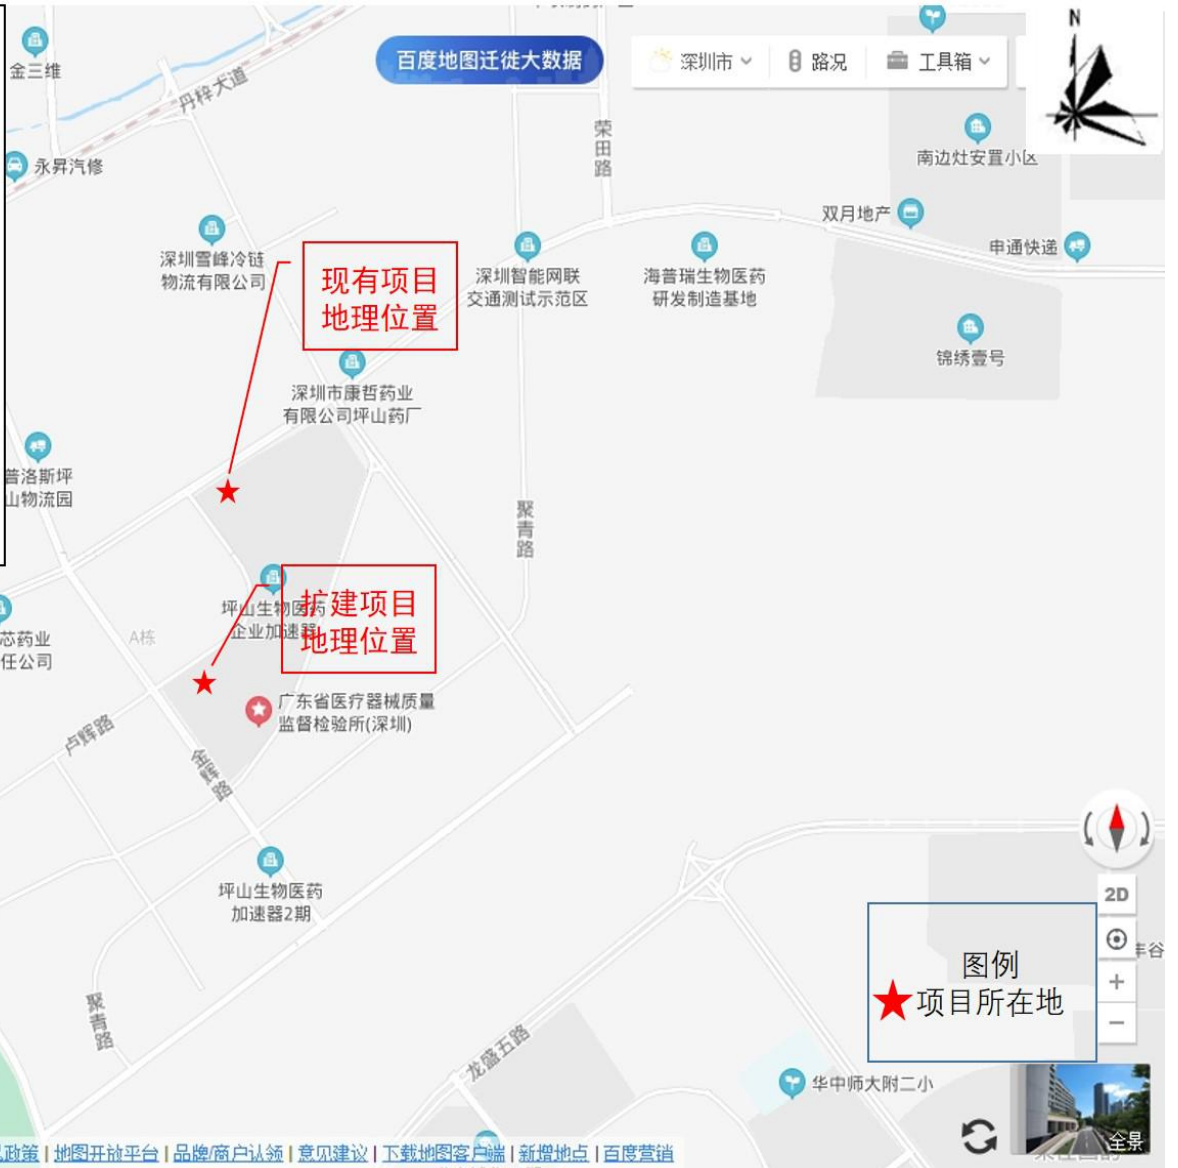 金三维
丹梓大道
百度地图迁徙大数据
深圳市
路况
工具箱
N
永昇汽修
荣田路
南边灶安置小区
双月地产
申通快递
深圳雪峰冷链
物流有限公司
现有项目
地理位置
深圳智能网联
交通测试示范区
海普瑞生物医药
研发制造基地
锦绣壹号
深圳市康哲药业
有限公司坪山药厂
普洛斯坪
山物流园
聚青路
坪山生物医药
企业加速器
扩建项目
地理位置
A栋
芯药业
任公司
广东省医疗器械质量
监督检验所(深圳)
卢辉路
金辉路
坪山生物医药
加速器2期
聚青路
龙盛五路
2D
丰谷
图例
项目所在地
华中师大附二小
全景
政策 | 地图开放平台 | 品牌/商户认领 | 意见建议 | 下载地图客户端 | 新增地点 | 百度营销